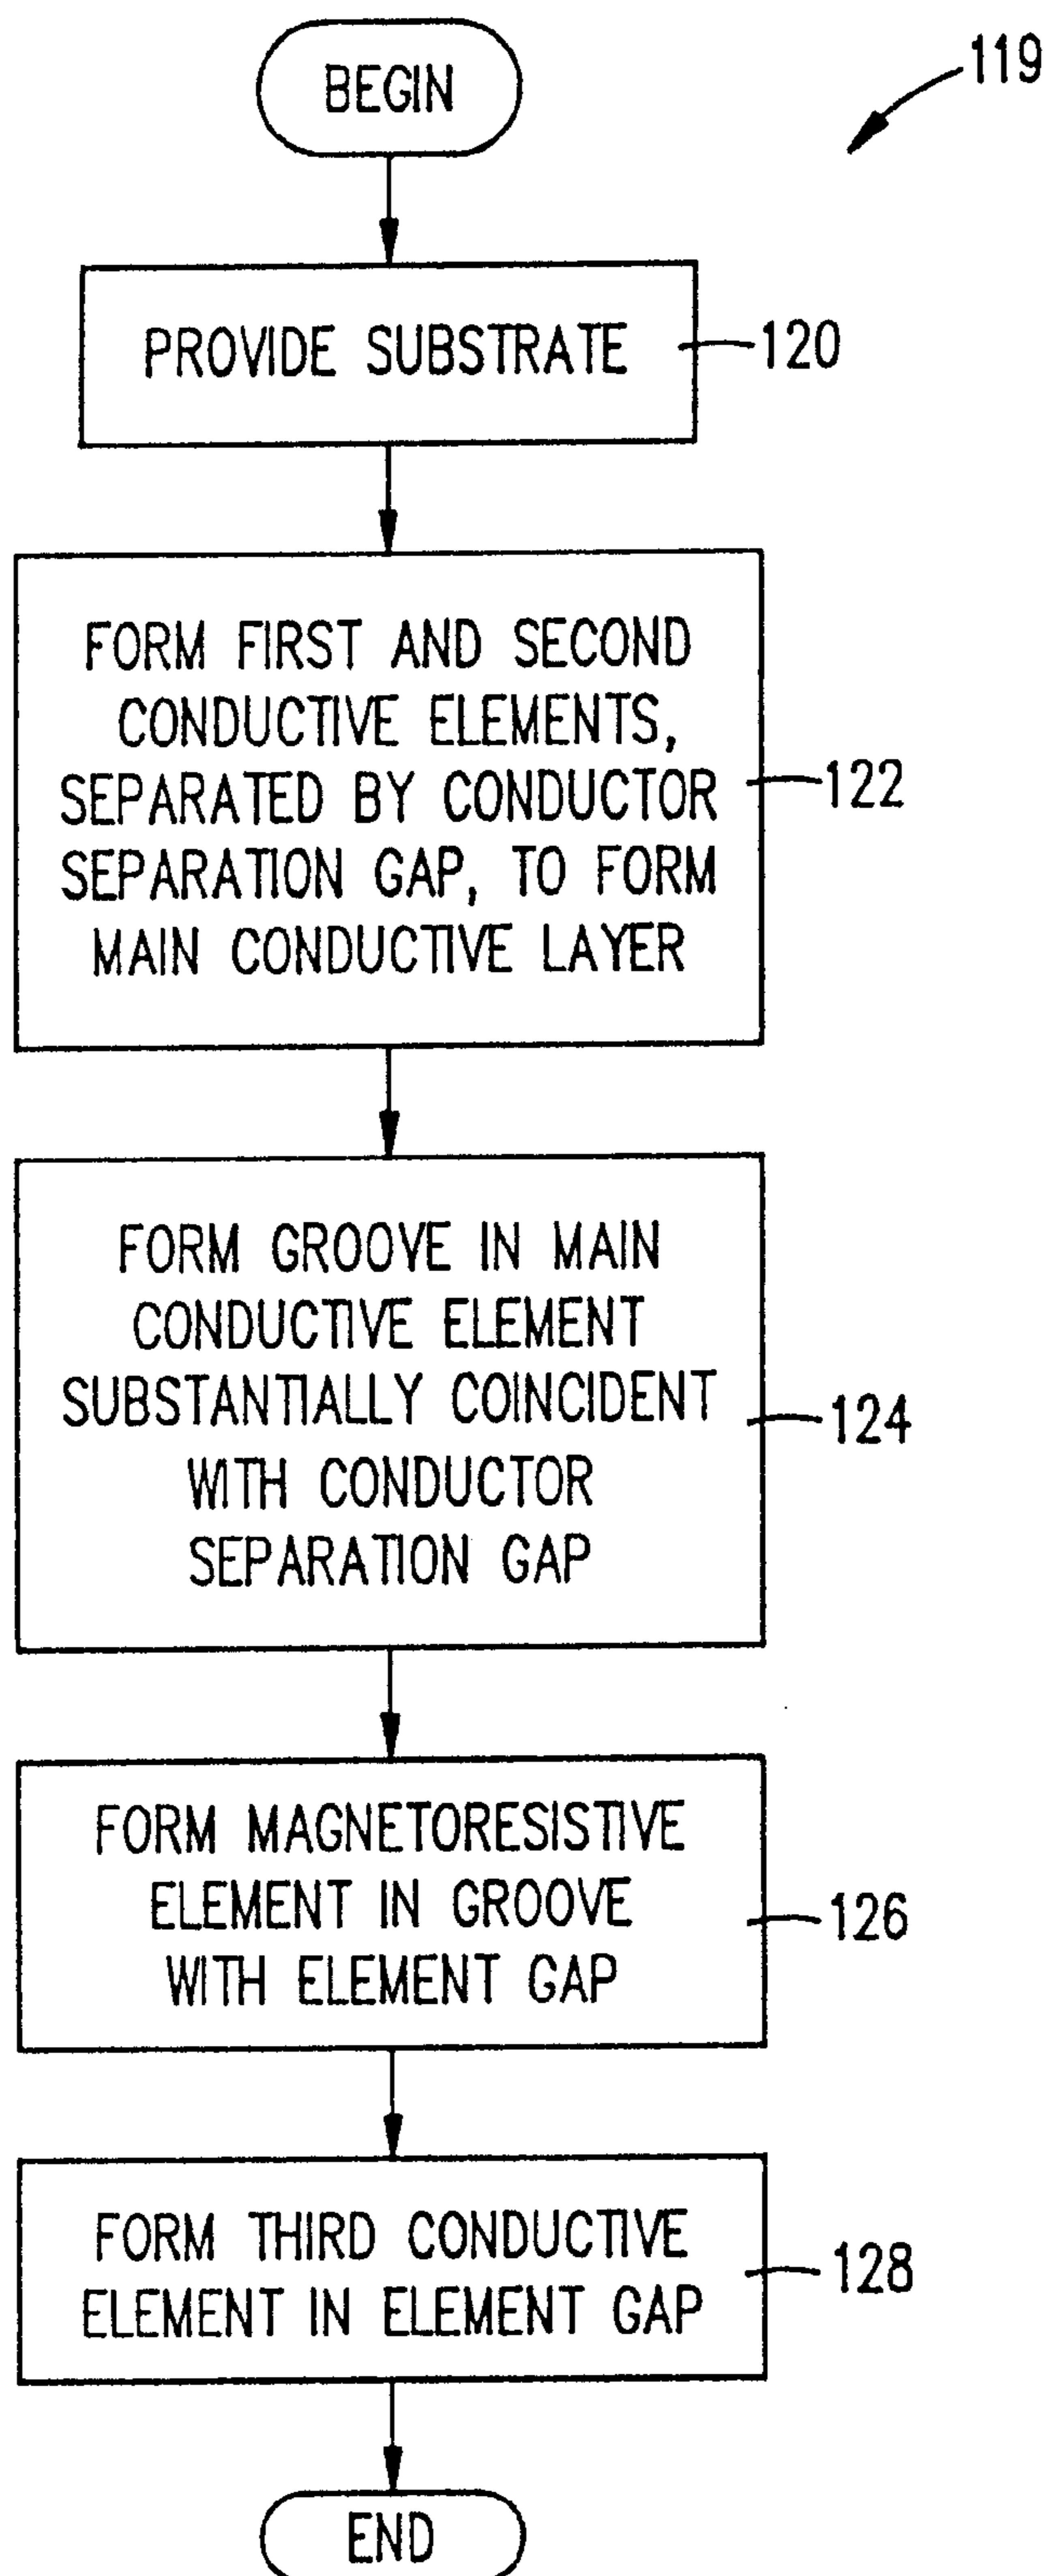 BEGIN
119
PROVIDE SUBSTRATE
120
FORM FIRST AND SECOND
CONDUCTIVE ELEMENTS,
SEPARATED BY CONDUCTOR
SEPARATION GAP, TO FORM
MAIN CONDUCTIVE LAYER
122
FORM GROOVE IN MAIN
CONDUCTIVE ELEMENT
SUBSTANTIALLY COINCIDENT
WITH CONDUCTOR
SEPARATION GAP
124
FORM MAGNETORESISTIVE
ELEMENT IN GROOVE
WITH ELEMENT GAP
126
FORM THIRD CONDUCTIVE
ELEMENT IN ELEMENT GAP
128
END